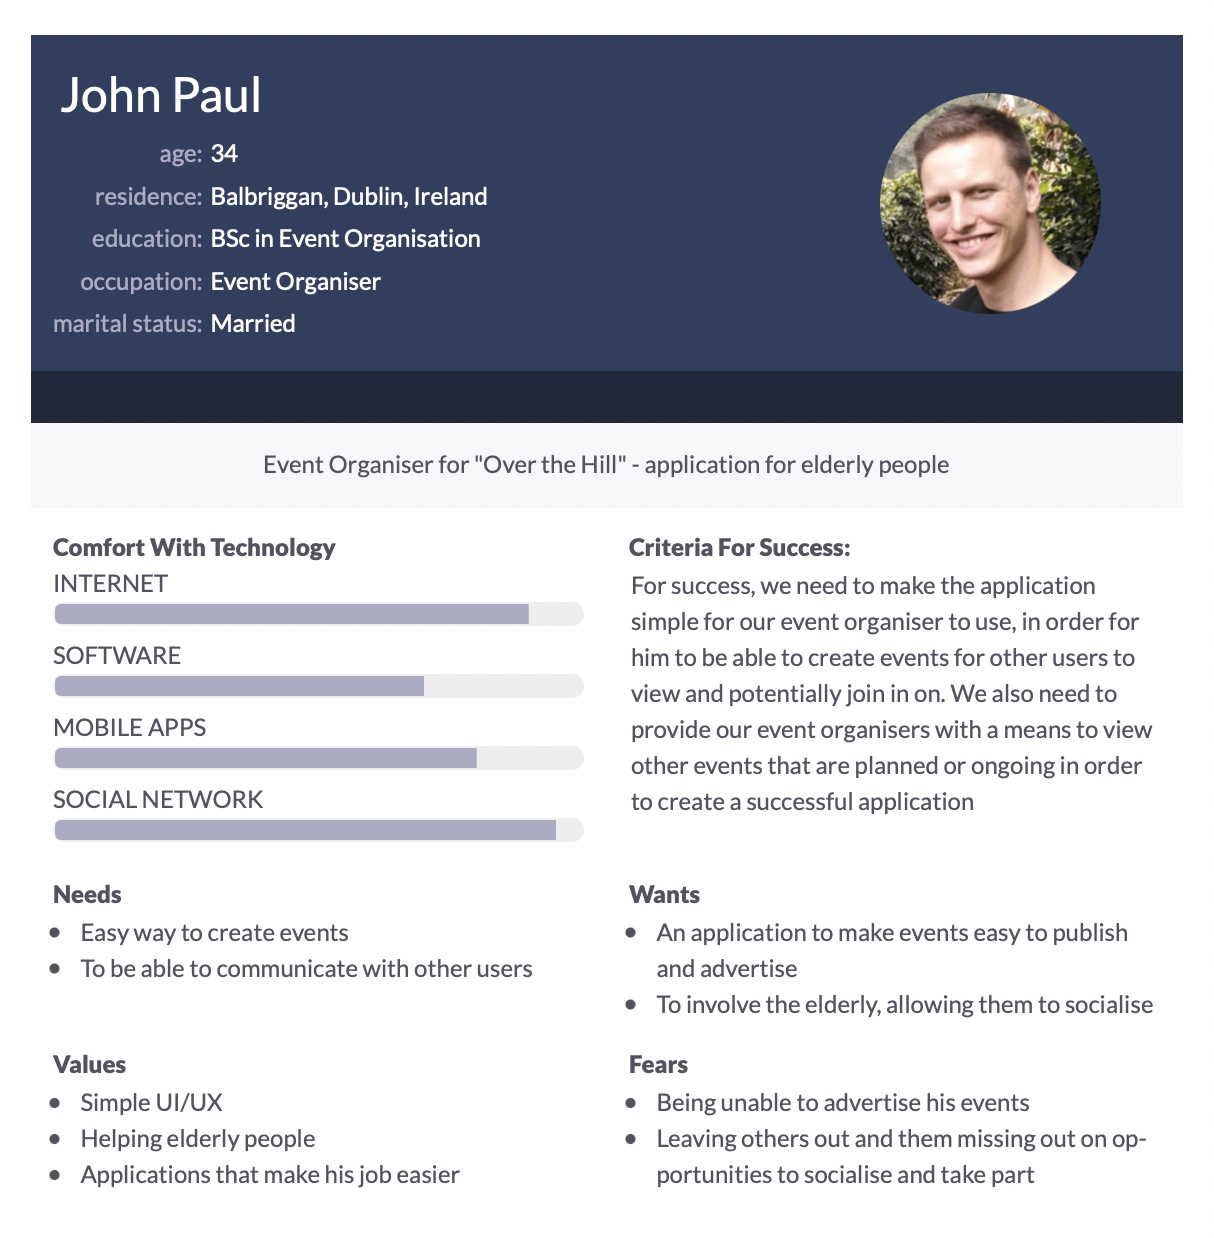 John Paul
age: 34
residence: Balbriggan, Dublin, Ireland
education: BSc in Event Organisation
occupation: Event Organiser
marital status: Married
Event Organiser for "Over the Hill" - application for elderly people
Comfort With Technology
INTERNET
SOFTWARE
MOBILE APPS
SOCIAL NETWORK
Criteria For Success:
For success, we need to make the application
simple for our event organiser to use, in order for
him to be able to create events for other users to
view and potentially join in on. We also need to
provide our event organisers with a means to view
other events that are planned or ongoing in order
to create a successful application
Needs
• Easy way to create events
• To be able to communicate with other users
Wants
• An application to make events easy to publish
and advertise
• To involve the elderly, allowing them to socialise
Values
• Simple UI/UX
• Helping elderly people
• Applications that make his job easier
Fears
• Being unable to advertise his events
• Leaving others out and them missing out on op-
portunities to socialise and take part